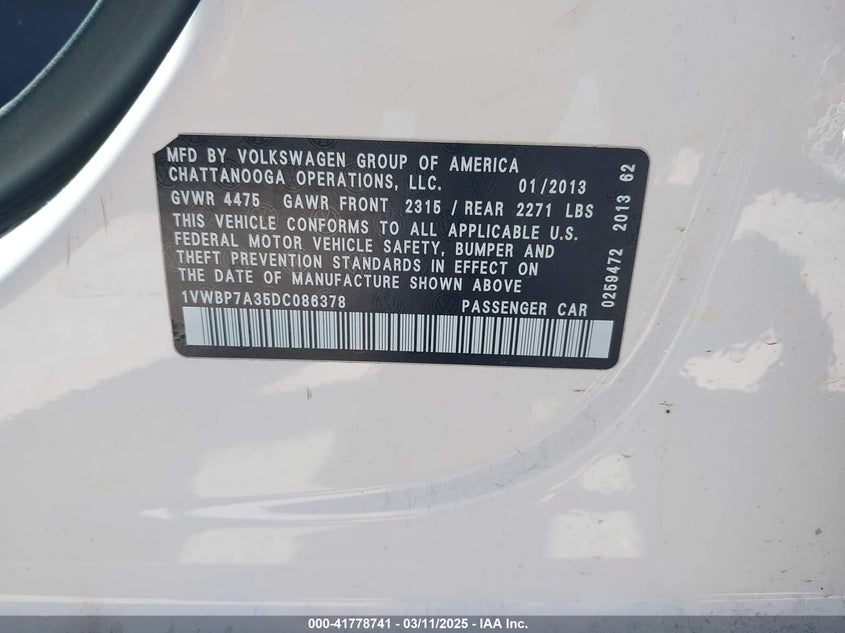 MFD BY VOLKSWAGEN GROUP OF AMERICA
CHATTANOOGA OPERATIONS, LLC. 01/2013
GVWR 4475 GAWR FRONT 2315 / REAR 2271 LBS
THIS VEHICLE CONFORMS TO ALL APPLICABLE U.S.
FEDERAL MOTOR VEHICLE SAFETY, BUMPER AND
THEFT PREVENTION STANDARDS IN EFFECT ON
THE DATE OF MANUFACTURE SHOWN ABOVE
1VWBP7A35DC086378 PASSENGER CAR
0259472 2013 62
000-41778741 / 03/11/2025 - IAA Inc.